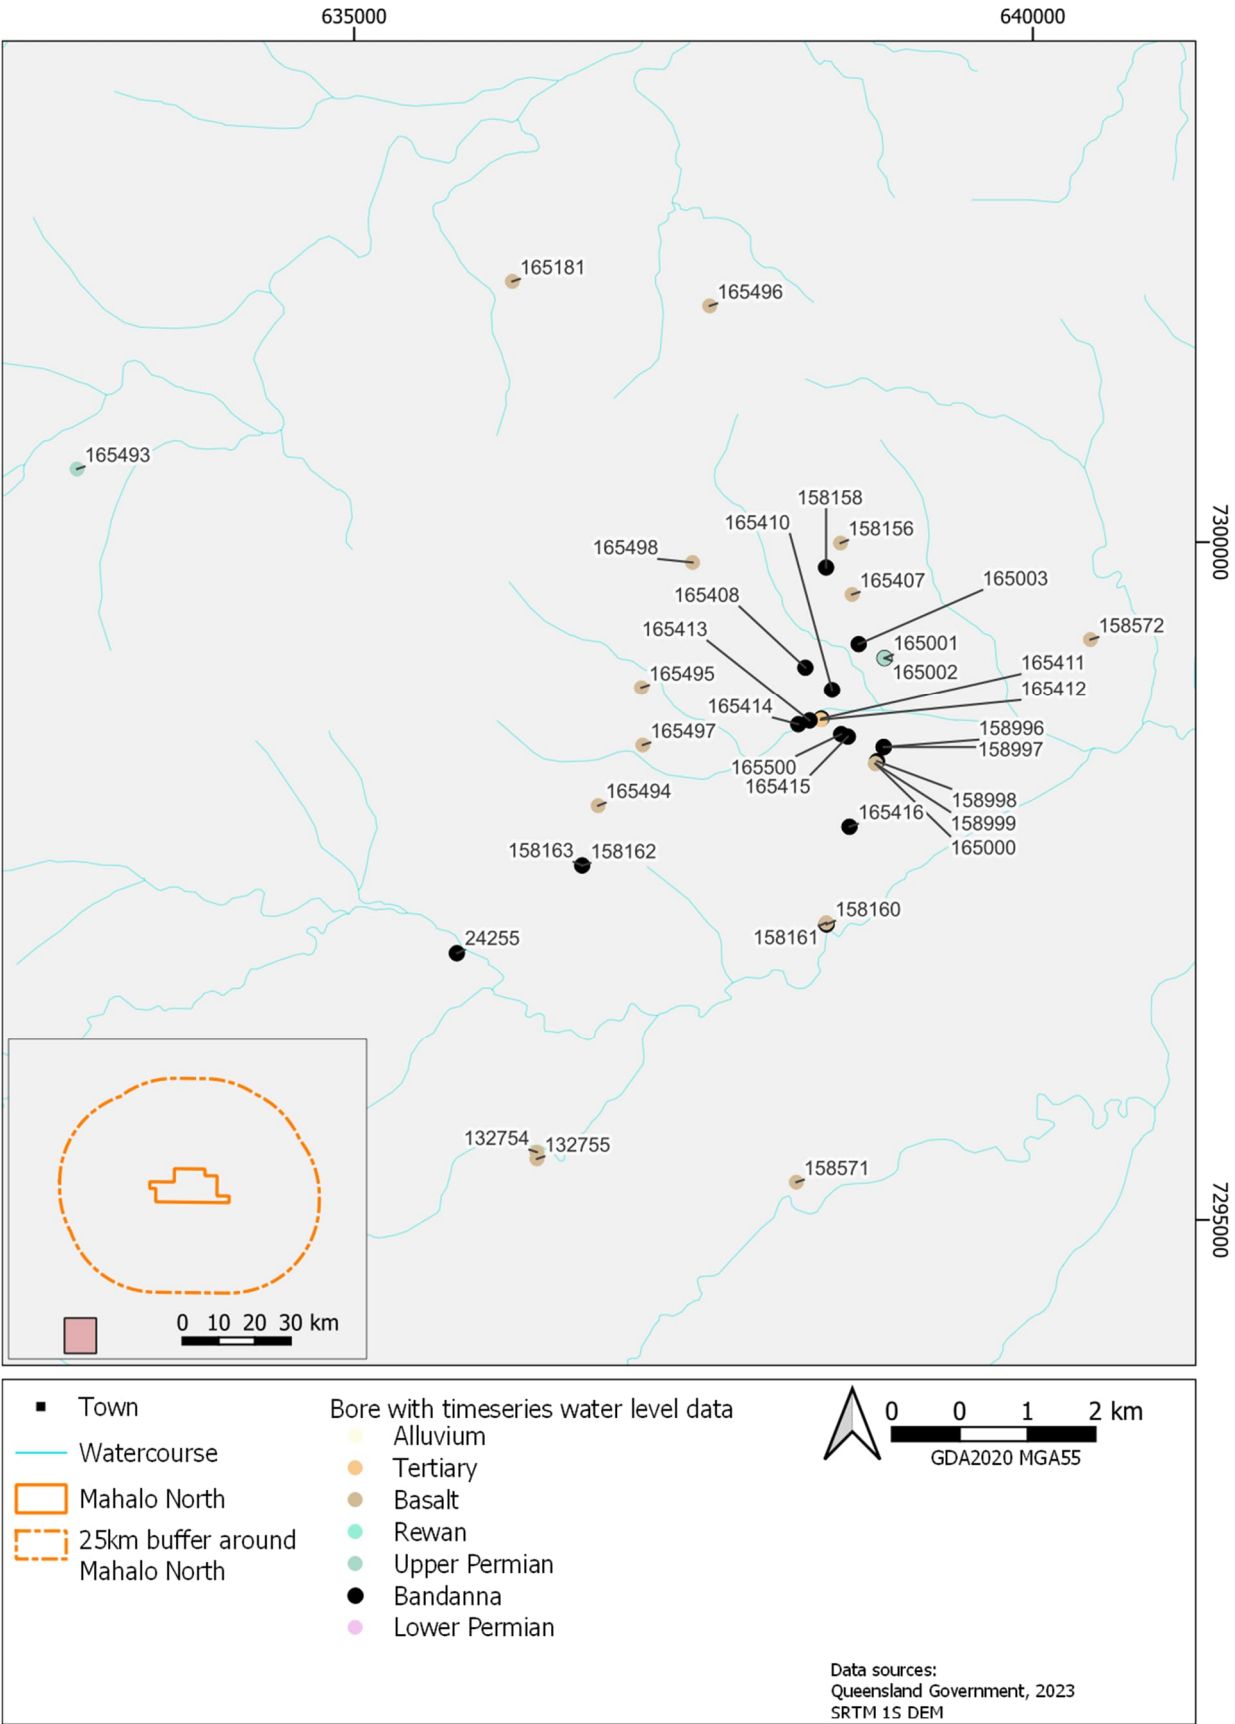 635000
640000
165181
165496
165493
7300000
158158
165410
158156
165498
165407
165003
165408
158572
165413
165001
165002
165411
165412
165495
165414
158996
165497
158997
165500
165415
165494
158998
165416
158999
165000
158163
158162
158160
158161
24255
132754
132755
158571
7295000
0 10 20 30 km
Town
Watercourse
Mahalo North
25km buffer around
Mahalo North
Bore with timeseries water level data
Alluvium
Tertiary
Basalt
Rewan
Upper Permian
Bandanna
Lower Permian
0 0 1 2 km
GDA2020 MGA55
Data sources:
Queensland Government, 2023
SRTM 1S DEM